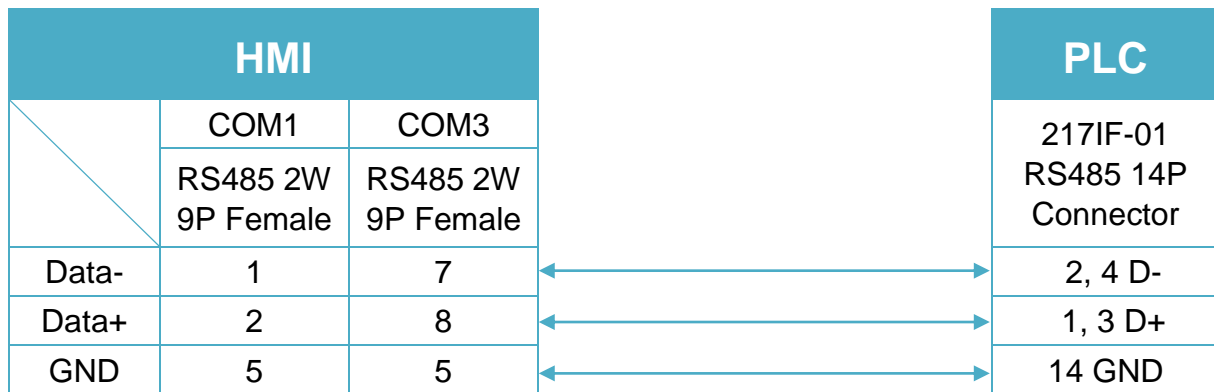 HMI
PLC
COM1 COM3
RS485 2W RS485 2W
9P Female 9P Female
217IF-01
RS485 14P
Connector
Data- 1 7 2, 4 D-
Data+ 2 8 1, 3 D+
GND 5 5 14 GND